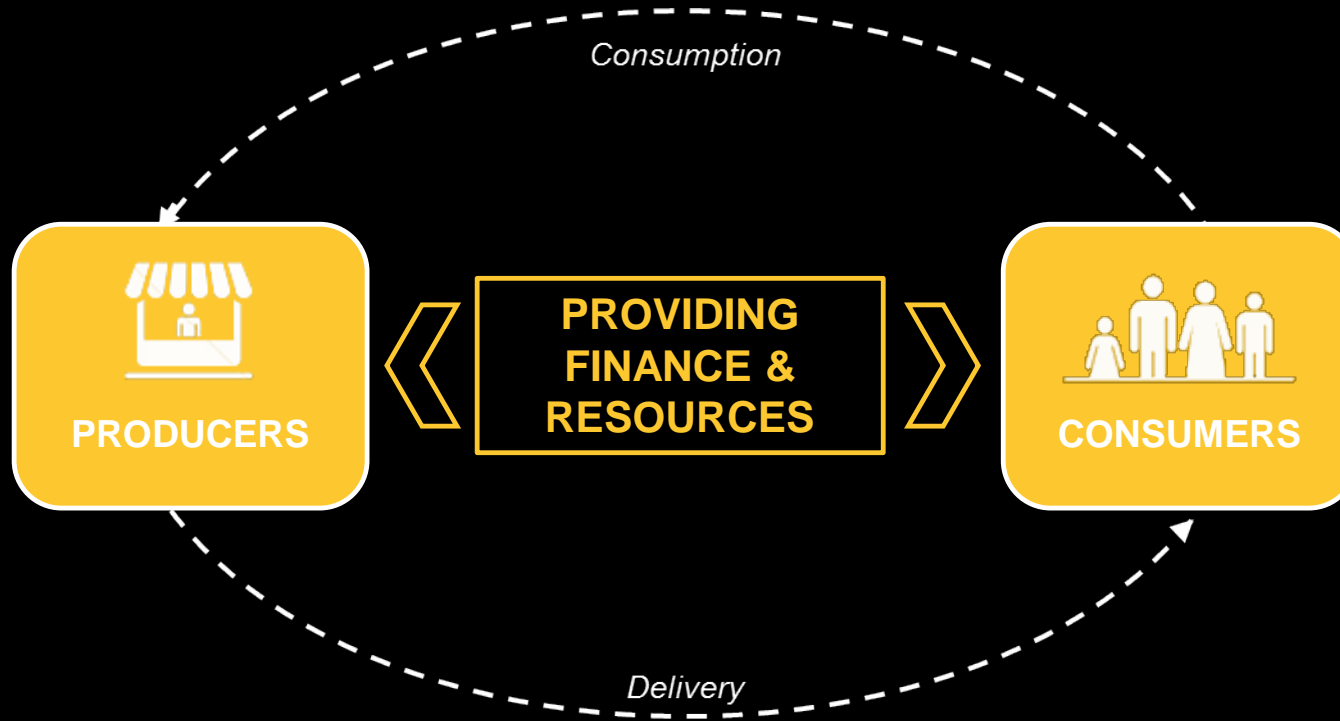 Consumption
PROVIDING
FINANCE &
RESOURCES
PRODUCERS
CONSUMERS
Delivery